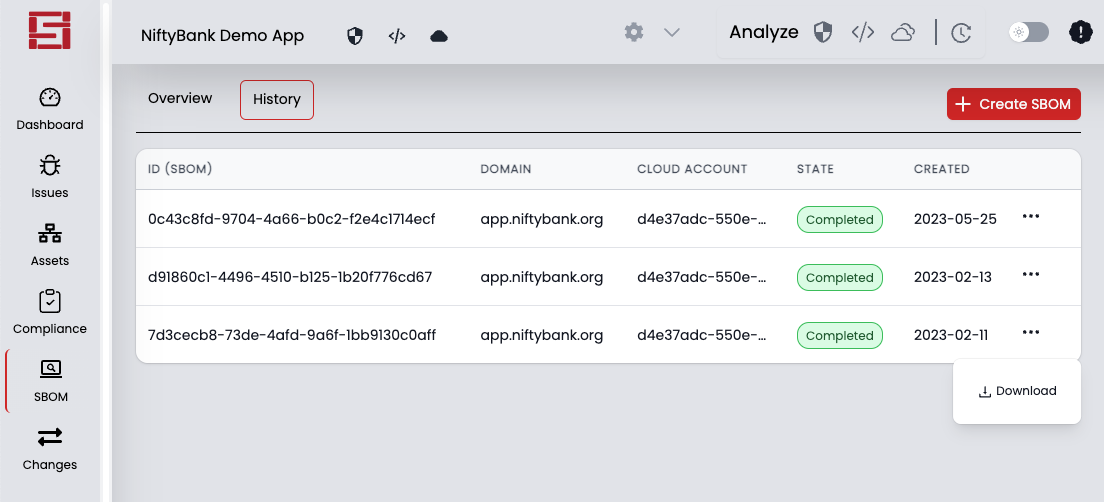 NiftyBank Demo App
Analyze
Dashboard
Issues
Assets
Compliance
SBOM
Changes
Overview
History
Create SBOM
ID (SBOM) DOMAIN CLOUD ACCOUNT STATE CREATED
0c43c8fd-9704-4a66-b0c2-f2e4c1714ecf app.niftybank.org d4e37adc-550e-... Completed 2023-05-25
d91860c1-4496-4510-b125-1b20f776cd67 app.niftybank.org d4e37adc-550e-... Completed 2023-02-13
7d3cecb8-73de-4afd-9a6f-1bb9130c0aff app.niftybank.org d4e37adc-550e-... Completed 2023-02-11
Download